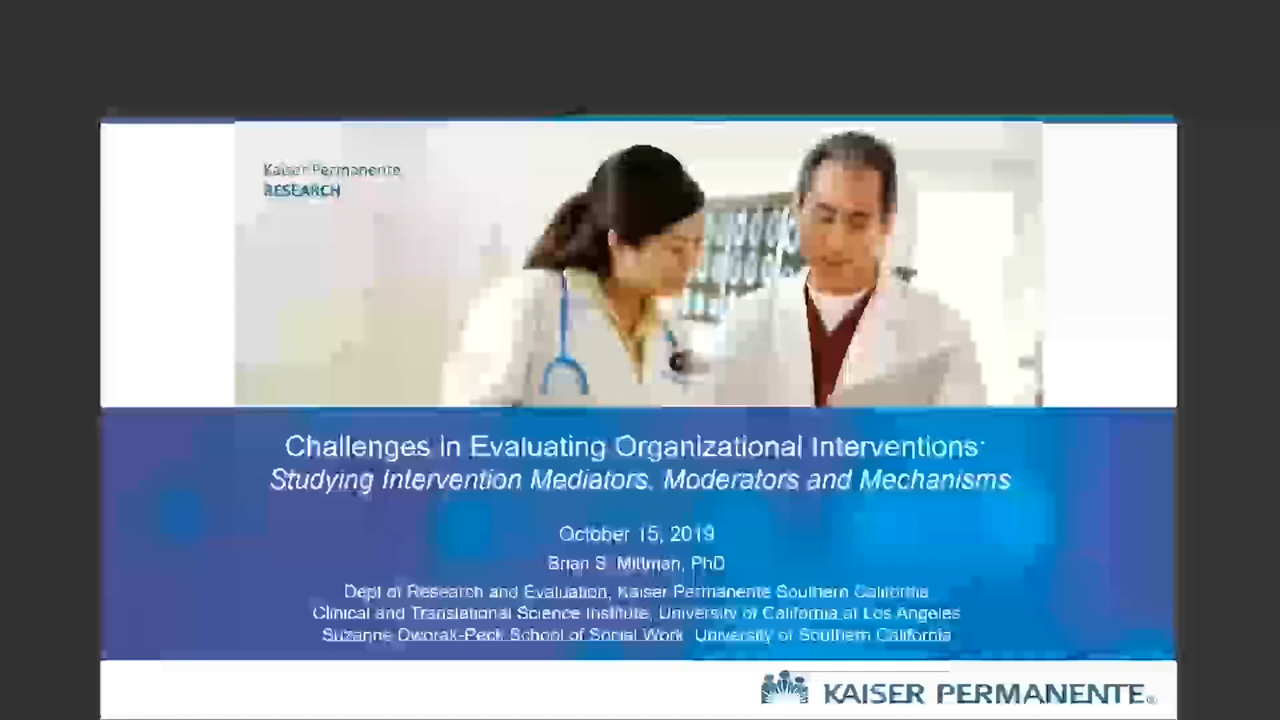 Kaiser Permanente
RESEARCH
Challenges in Evaluating Organizational Interventions:
Studying Intervention Mediators, Moderators and Mechanisms
October 15, 2019
Brian S. Mittman, PhD
Dept of Research and Evaluation, Kaiser Permanente Southern California
Clinical and Translational Science Institute, University of California at Los Angeles
Suzanne Dworak-Peck School of Social Work, University of Southern California
KAISER PERMANENTE®